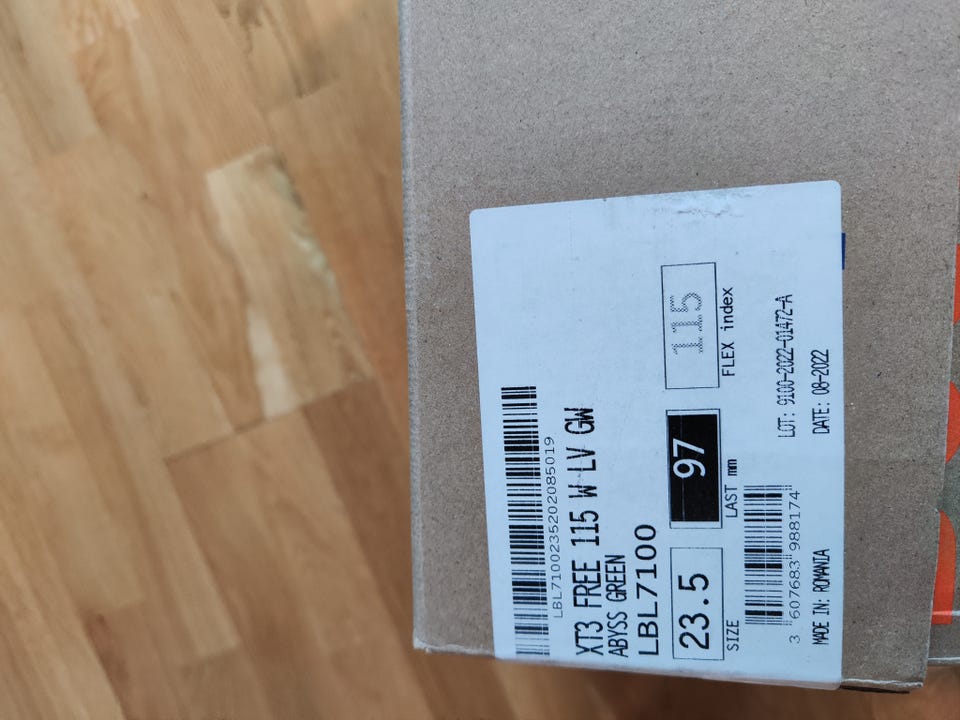 LBL7100235202085019
XT3 FREE 115 W LV GW
ABYSS GREEN
LBL7100
23.5 97 115
SIZE LAST mm FLEX index
3 607683 988174
LOT: 9100-2022-01472-A
MADE IN: ROMANIA DATE: 08-2022